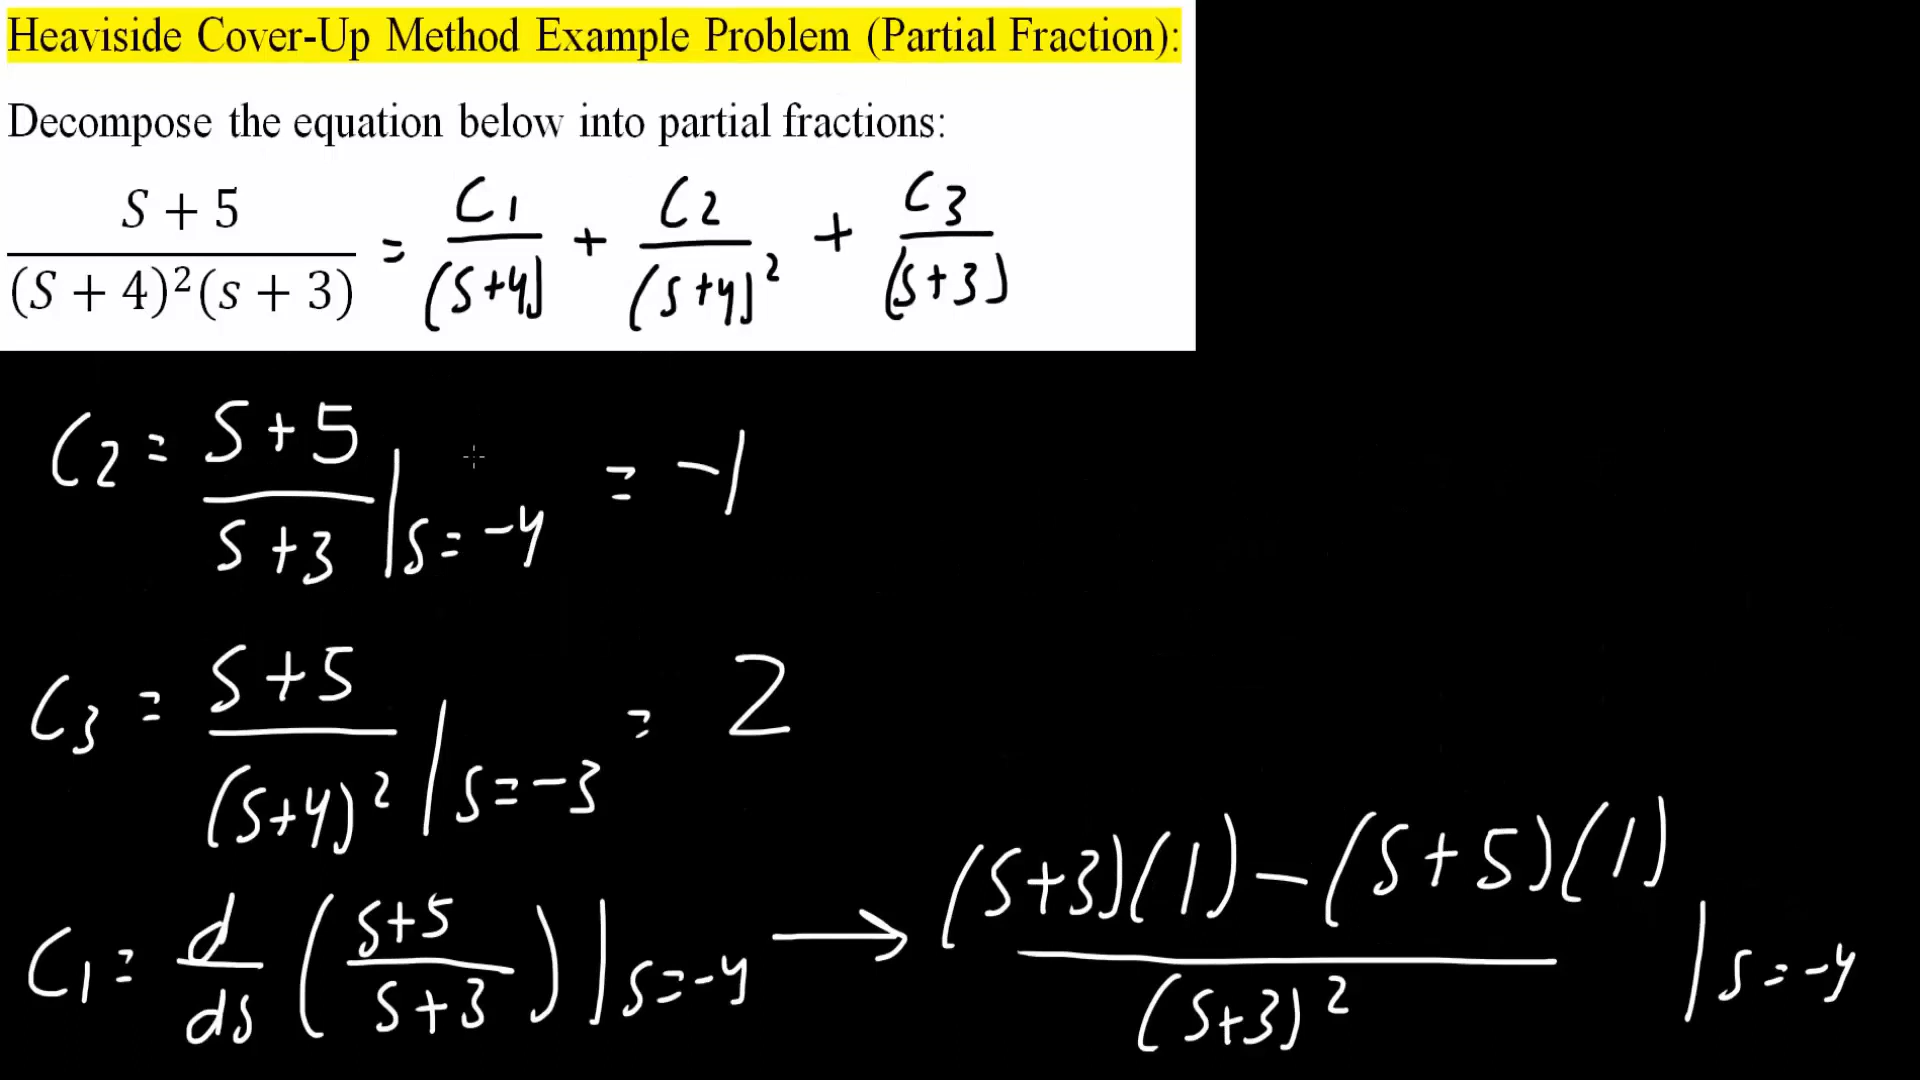 Heaviside Cover-Up Method Example Problem (Partial Fraction):
Decompose the equation below into partial fractions:
S + 5 / (S + 4)²(s + 3) = C1 / (S+4) + C2 / (S+4)² + C3 / (S+3)
C2 = S+5 / S+3 | S=-4 = -1
C3 = S+5 / (S+4)² | S=-3 = 2
C1 = d/ds ( S+5 / S+3 ) | S=-4 → (S+3)(1) - (S+5)(1) / (S+3)² | S=-4